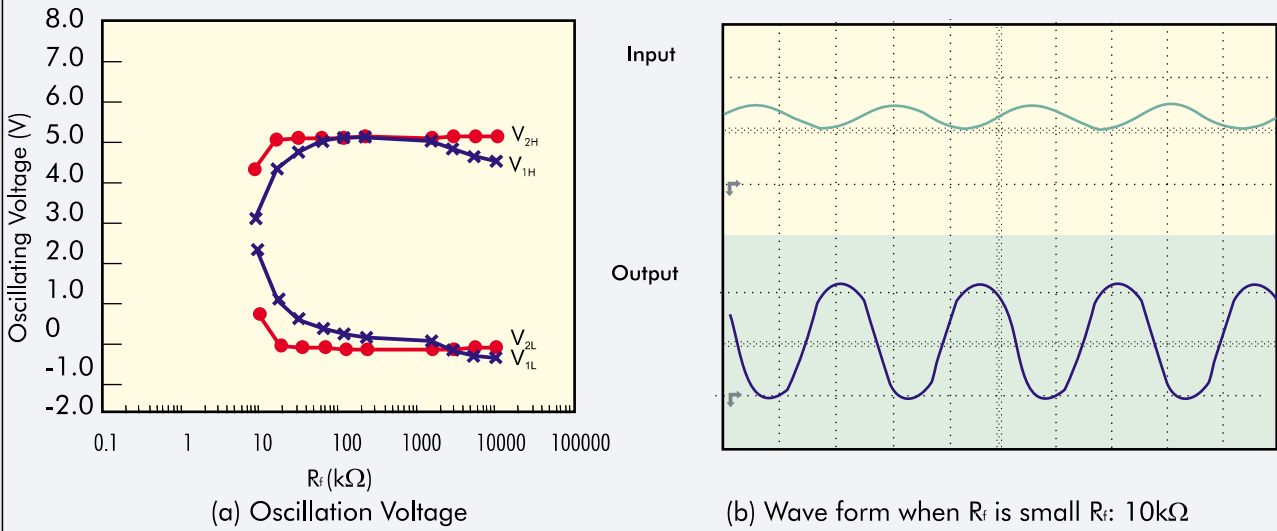 8.0
7.0
6.0
5.0
4.0
3.0
2.0
1.0
0
-1.0
-2.0
Oscillating Voltage (V)
V2H
V1H
V2L
V1L
0.1 1 10 100 1000 10000 100000
Rf (kΩ)
(a) Oscillation Voltage
Input
Output
(b) Wave form when Rf is small Rf: 10kΩ